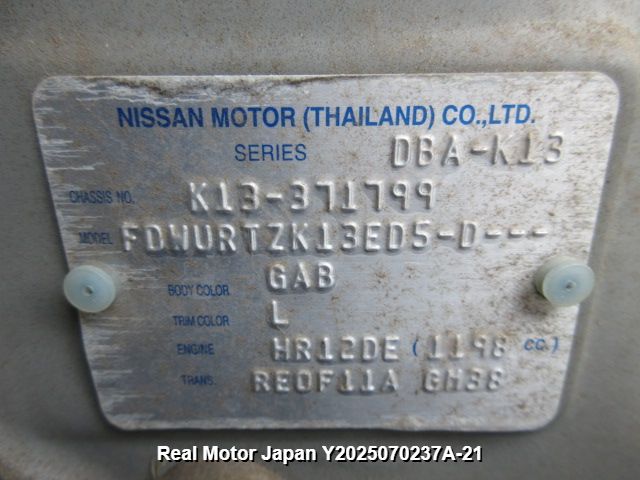 NISSAN MOTOR (THAILAND) CO.,LTD.
SERIES DBA-K13
CHASSIS NO. K13-371799
MODEL FDWURTZK13ED5-D---
BODY COLOR GAB
TRIM COLOR L
ENGINE HR12DE (1198 CC.)
TRANS. RE0F11A GH38
Real Motor Japan Y2025070237A-21